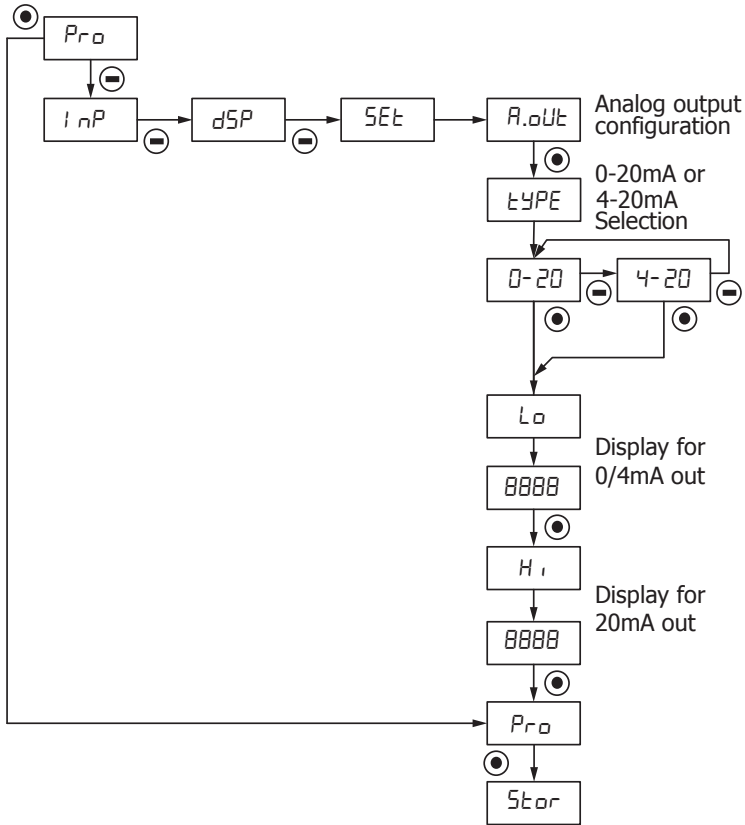 Pro
InP
dSP
SEt
A.oUt
Analog output
configuration
tYPE
0-20mA or
4-20mA
Selection
0-20
4-20
Lo
8888
Display for
0/4mA out
Hi
8888
Display for
20mA out
Pro
Stor